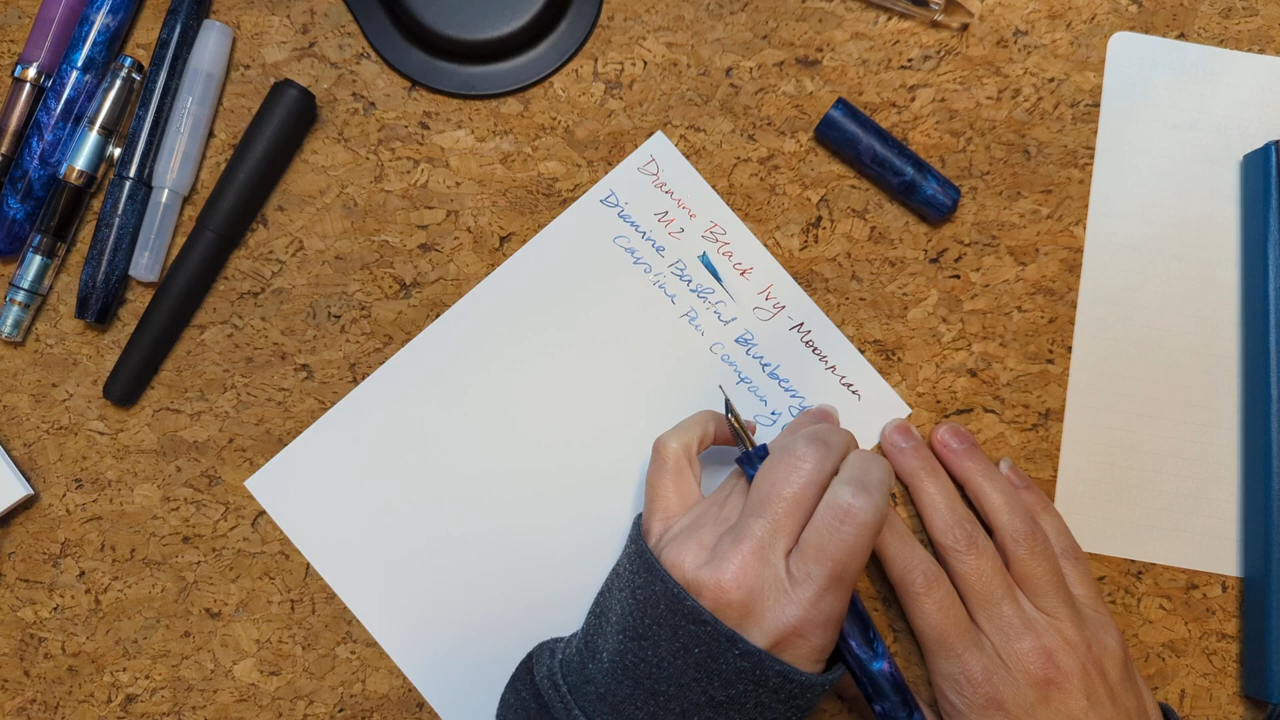 Diamine Black Ivy - Moonman
M2
Diamine Bashful Blueberry
Carolina Pen Company